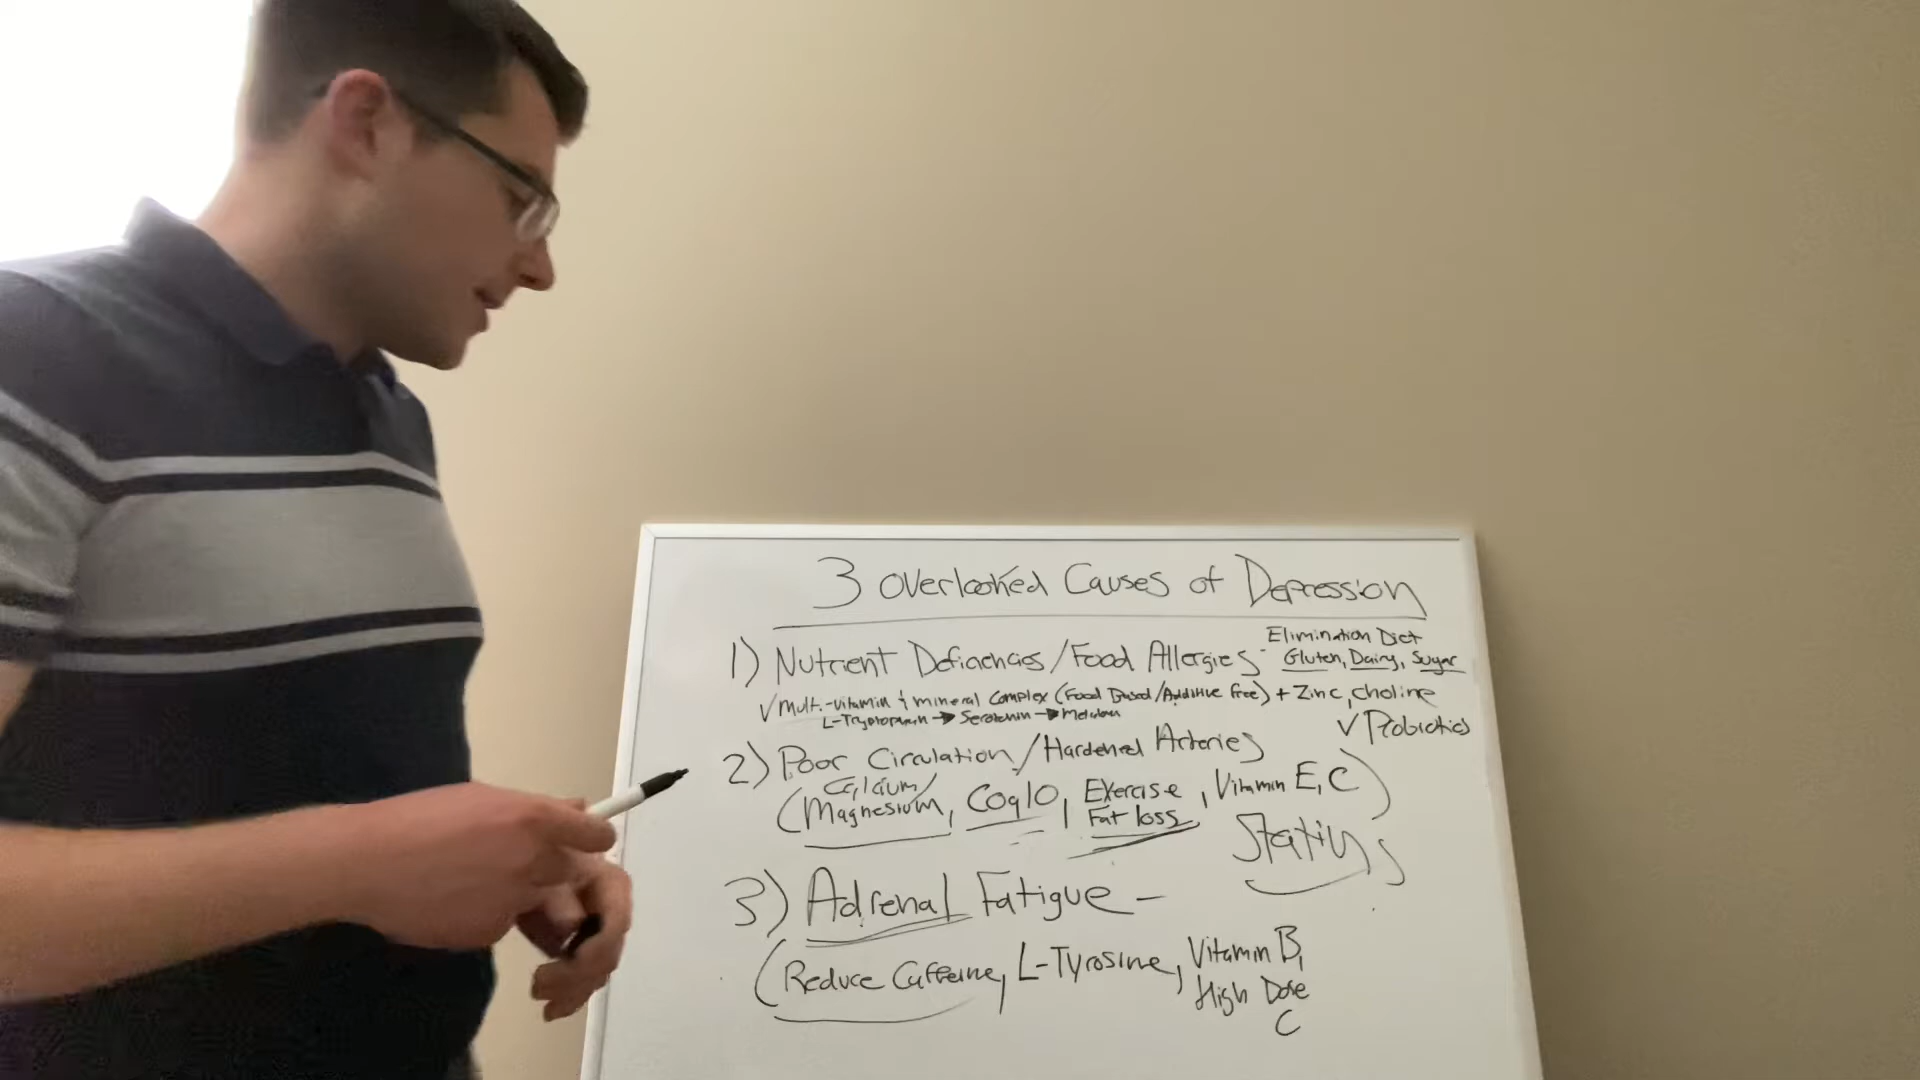 3 Overlooked Causes of Depression
1) Nutrient Deficiencies/Food Allergies - Elimination Diet
Gluten, Dairy, Sugar
✓ Mult.-vitamin & mineral complex (Food Based/Additive free) + Zinc, choline
L-Tryptophan → Serotonin →
✓ Probiotics
2) Poor Circulation/Hardened Arteries
(Calcium/
Magnesium, Coq10, Exercise
Fat loss, Vitamin E, C)
Statins
3) Adrenal Fatigue -
(Reduce Caffeine, L-Tyrosine, Vitamin B,
High Dose
C